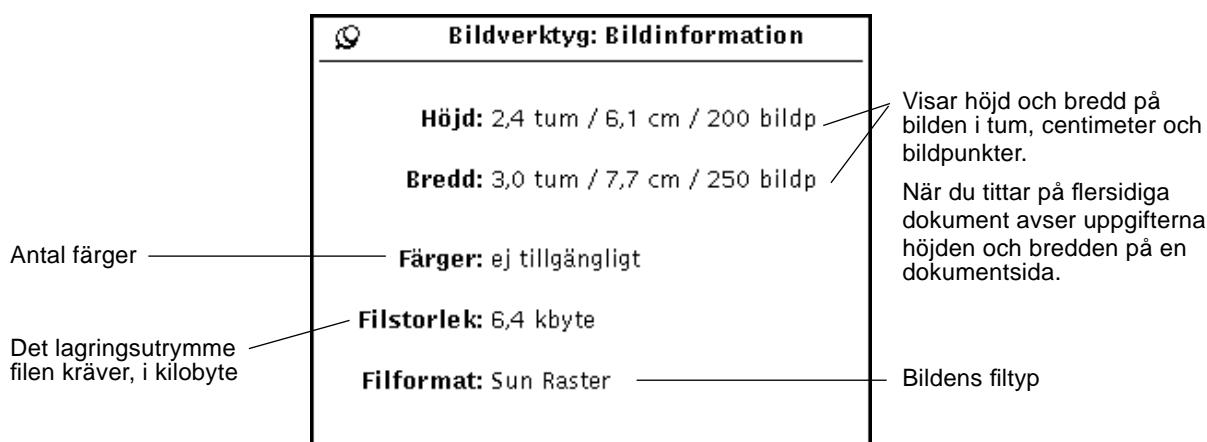 Bildverktyg: Bildinformation
Höjd: 2,4 tum / 6,1 cm / 200 bildp
Bredd: 3,0 tum / 7,7 cm / 250 bildp
Färger: ej tillgängligt
Filstorlek: 6,4 kbyte
Filformat: Sun Raster
Antal färger
Det lagringsutrymme
filen kräver, i kilobyte
Visar höjd och bredd på
bilden i tum, centimeter och
bildpunkter.
När du tittar på flersidiga
dokument avser uppgifterna
höjden och bredden på en
dokumentsida.
Bildens filtyp